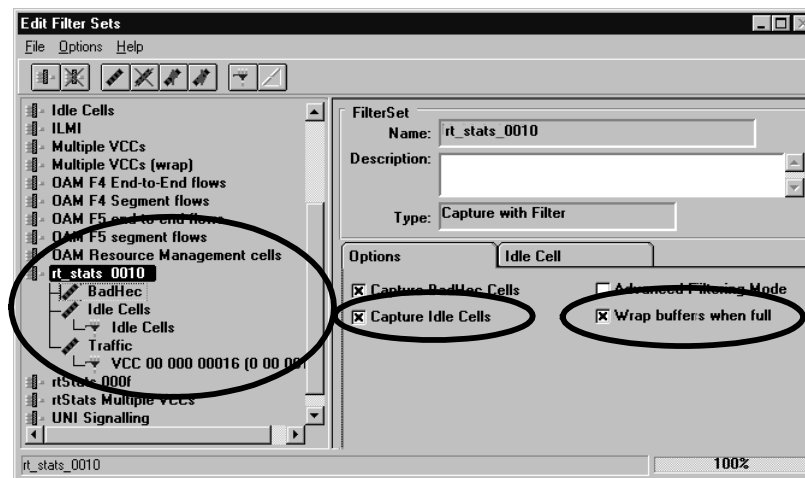 Edit Filter Sets
File Options Help
Idle Cells
ILMI
Multiple VCCs
Multiple VCCs (wrap)
OAM F4 End-to-End flows
OAM F4 Segment flows
OAM F5 end-to-end flows
OAM F5 segment flows
OAM Resource Management cells
rt_stats_0010
BadHec
Idle Cells
Idle Cells
Traffic
VCC 00 000 00016 (0 00 00
rtStats 000f
rtStats Multiple VCCs
UNI Signalling
FilterSet
Name: rt_stats_0010
Description:
Type: Capture with Filter
Options Idle Cell
Capture BadHec Cells Advanced Filtering Mode
Capture Idle Cells Wrap buffers when full
rt_stats_0010 100%